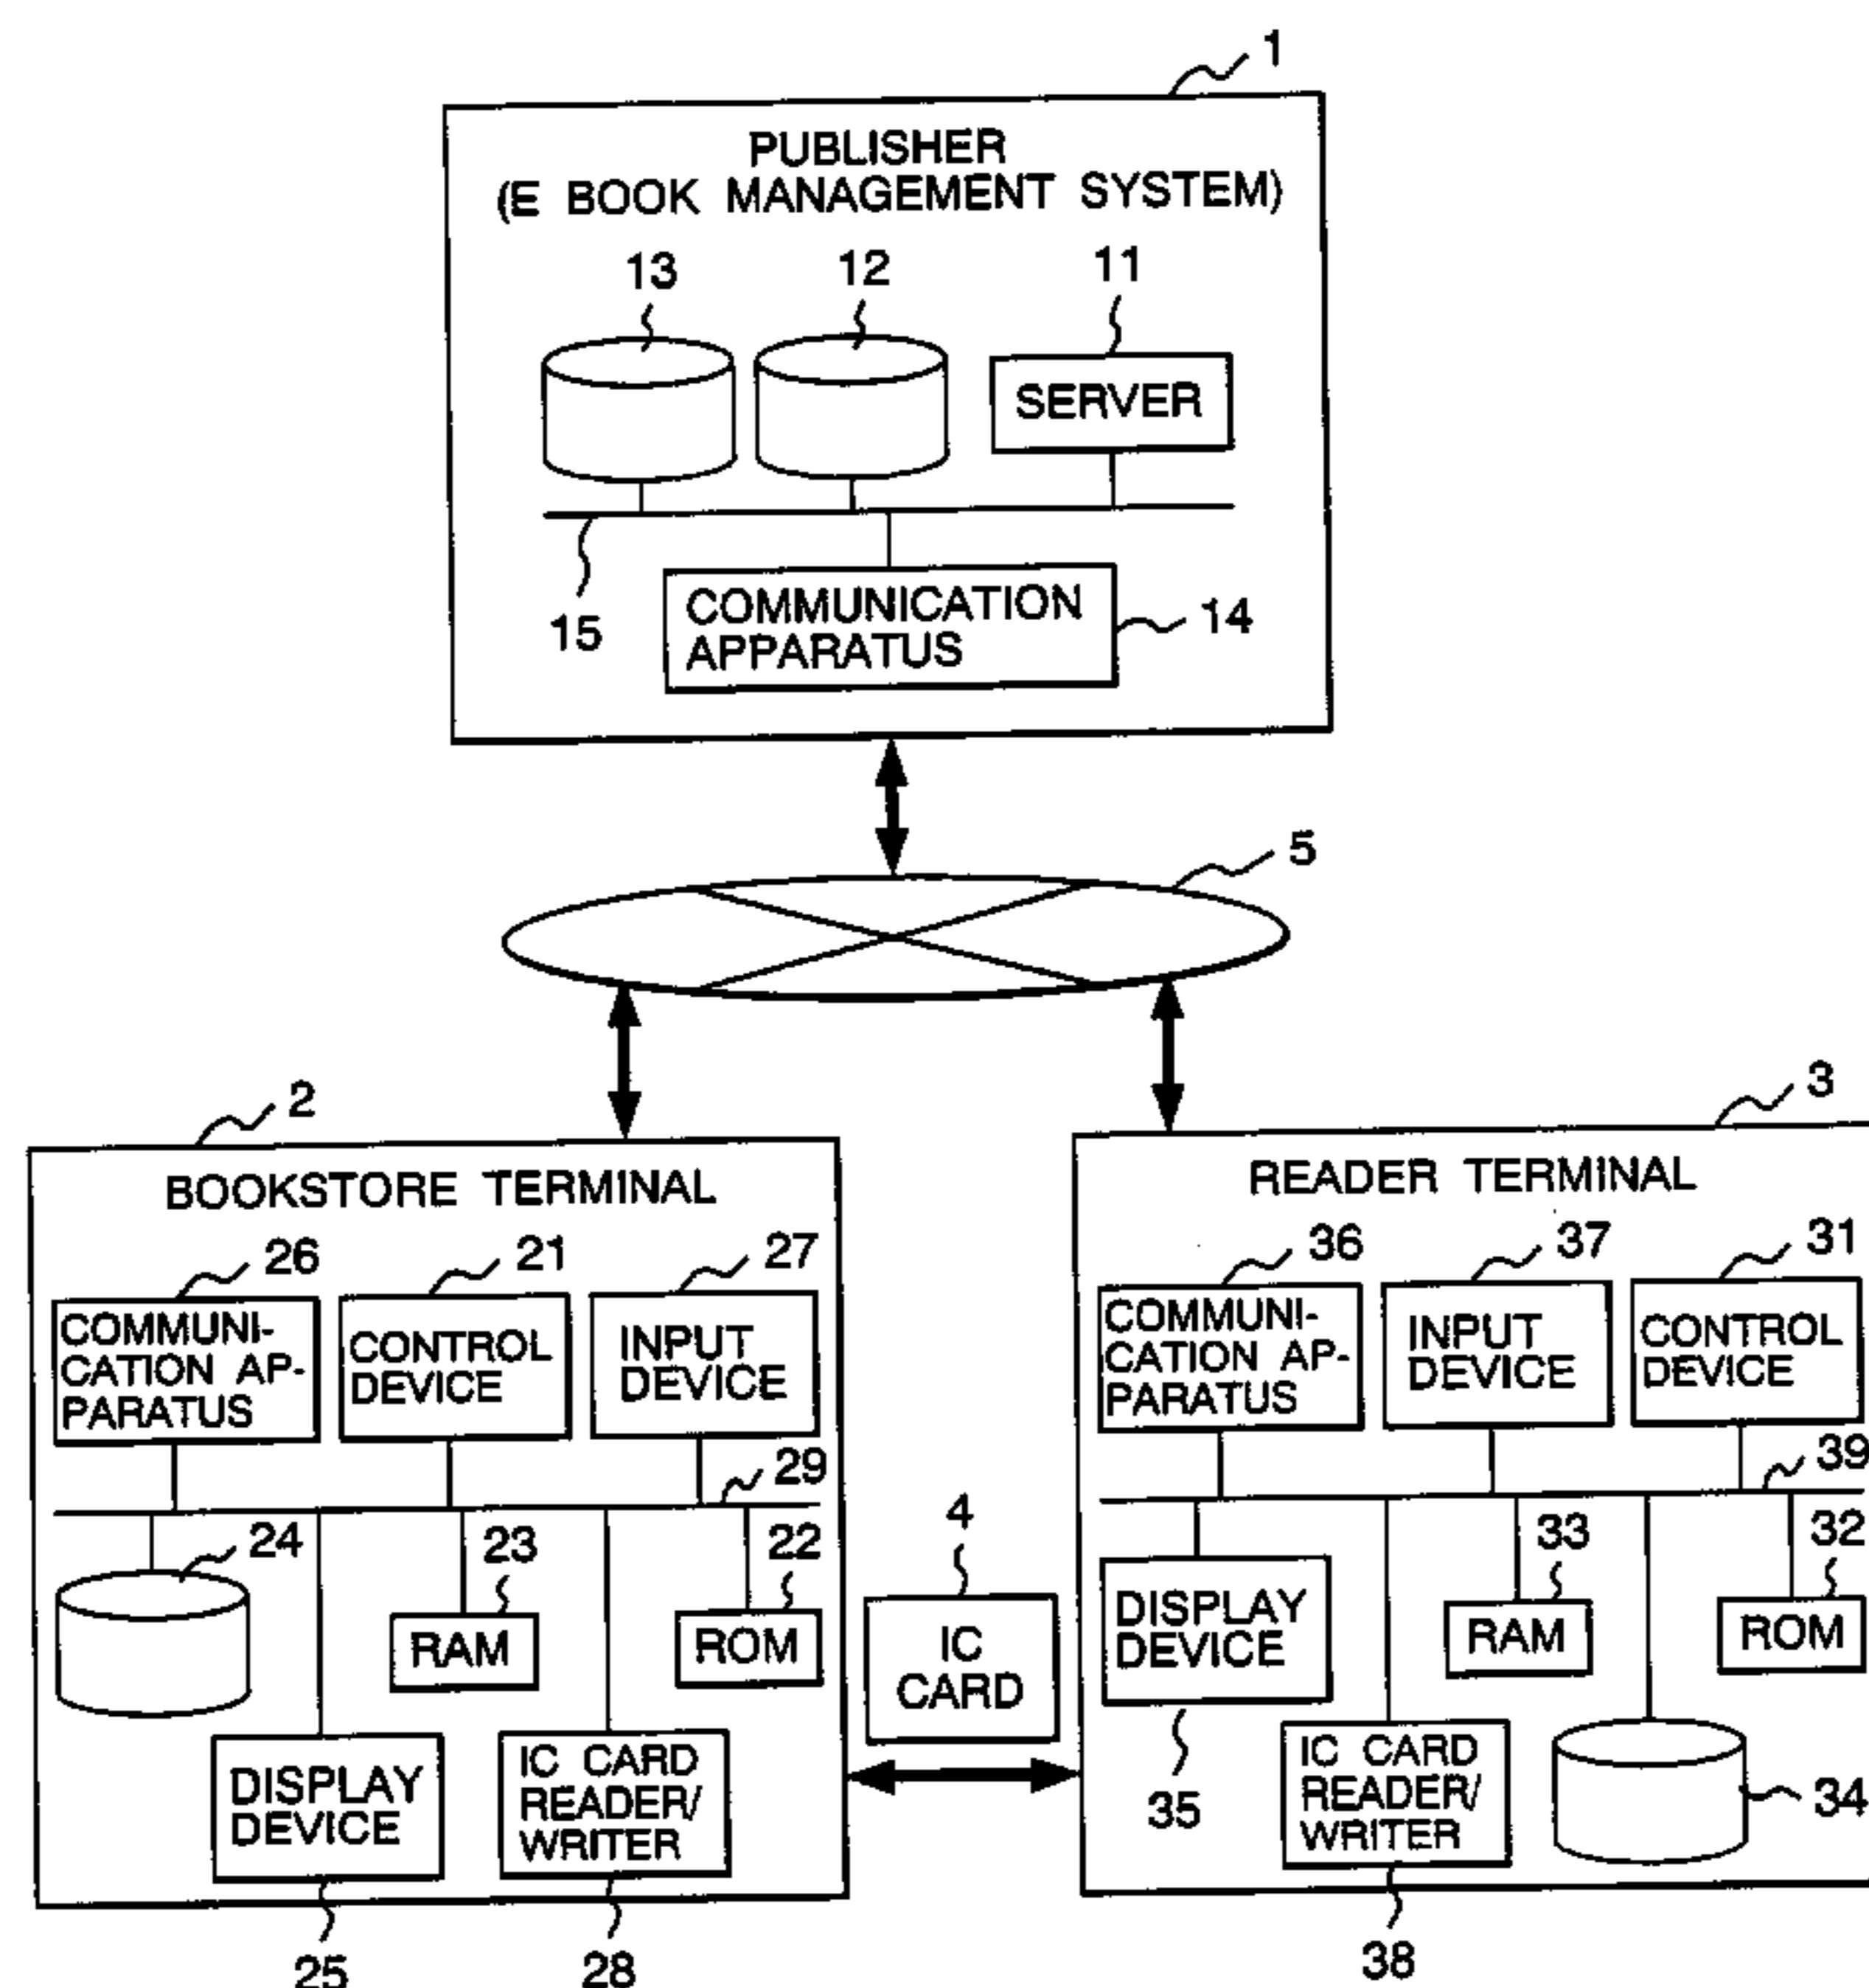 1
PUBLISHER
(E BOOK MANAGEMENT SYSTEM)
13 12 11
SERVER
15
COMMUNICATION
APPARATUS
14
5
2
BOOKSTORE TERMINAL
26 21 27
COMMUNI-
CATION AP-
PARATUS
CONTROL
DEVICE
INPUT
DEVICE
29
24 23 22
RAM
ROM
DISPLAY
DEVICE
IC CARD
READER/
WRITER
25 28
4
IC
CARD
3
READER TERMINAL
36 37 31
COMMUNI-
CATION AP-
PARATUS
INPUT
DEVICE
CONTROL
DEVICE
39
33 32
DISPLAY
DEVICE
RAM
ROM
35
IC CARD
READER/
WRITER
34
38